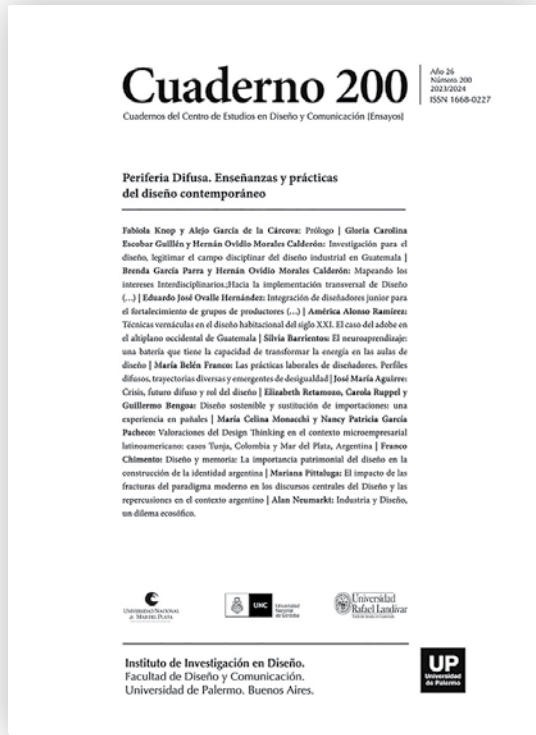 Cuaderno 200
Año 26
Número 200
2023/2024
ISSN 1668-0227
Cuadernos del Centro de Estudios en Diseño y Comunicación [Ensayos]
Periferia Difusa. Enseñanzas y prácticas
del diseño contemporáneo
Fabiola Knop y Alejo García de la Cárcova: Prólogo | Gloria Carolina
Escobar Guillén y Hernán Ovidio Morales Calderón: Investigación para el
diseño, legitimar el campo disciplinar del diseño industrial en Guatemala |
Brenda García Parra y Hernán Ovidio Morales Calderón: Mapeando los
intereses Interdisciplinarios.;Hacia la implementación transversal de Diseño
(...) | Eduardo José Ovalle Hernández: Integración de diseñadores junior para
el fortalecimiento de grupos de productores (...) | América Alonso Ramírez:
Técnicas vernáculas en el diseño habitacional del siglo XXI. El caso del adobe en
el altiplano occidental de Guatemala | Silvia Barrientos: El neuroaprendizaje:
una batería que tiene la capacidad de transformar la energía en las aulas de
diseño | María Belén Franco: Las prácticas laborales de diseñadores. Perfiles
difusos, trayectorias diversas y emergentes de desigualdad | José María Aguirre:
Crisis, futuro difuso y rol del diseño | Elizabeth Retamozo, Carola Ruppel y
Guillermo Bengoa: Diseño sostenible y sustitución de importaciones: una
experiencia en pañales | María Celina Monacchi y Nancy Patricia García
Pacheco: Valoraciones del Design Thinking en el contexto microempresarial
latinoamericano: casos Tunja, Colombia y Mar del Plata, Argentina | Franco
Chimento: Diseño y memoria: La importancia patrimonial del diseño en la
construcción de la identidad argentina | Mariana Pittaluga: El impacto de las
fracturas del paradigma moderno en los discursos centrales del Diseño y las
repercusiones en el contexto argentino | Alan Neumarkt: Industria y Diseño,
un dilema ecosófico.
UNIVERSIDAD NACIONAL
de MAR DEL PLATA
UNC
Universidad
Nacional
de Córdoba
Universidad
Rafael Landívar
Instituto de Investigación en Diseño.
Facultad de Diseño y Comunicación.
Universidad de Palermo. Buenos Aires.
UP
Universidad
de Palermo